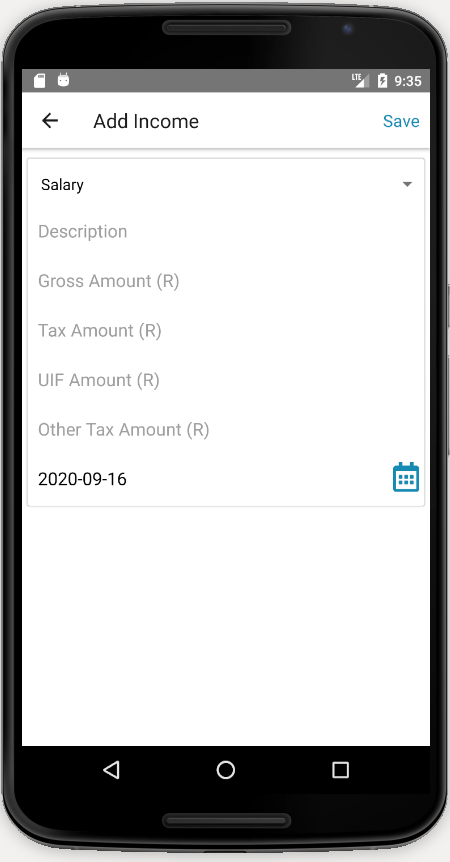 LTE 9:35
Add Income Save
Salary
Description
Gross Amount (R)
Tax Amount (R)
UIF Amount (R)
Other Tax Amount (R)
2020-09-16